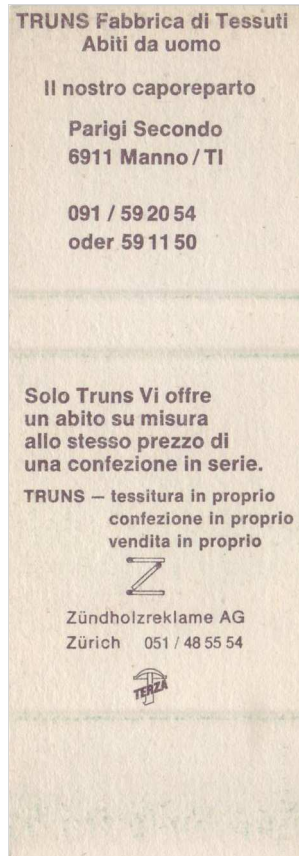 TRUNS Fabbrica di Tessuti
Abiti da uomo
Il nostro caporeparto
Parigi Secondo
6911 Manno / TI
091 / 59 20 54
oder 59 11 50
Solo Truns Vi offre
un abito su misura
allo stesso prezzo di
una confezione in serie.
TRUNS — tessitura in proprio
confezione in proprio
vendita in proprio
Z
Zündholzreklame AG
Zürich 051 / 48 55 54
TERZA